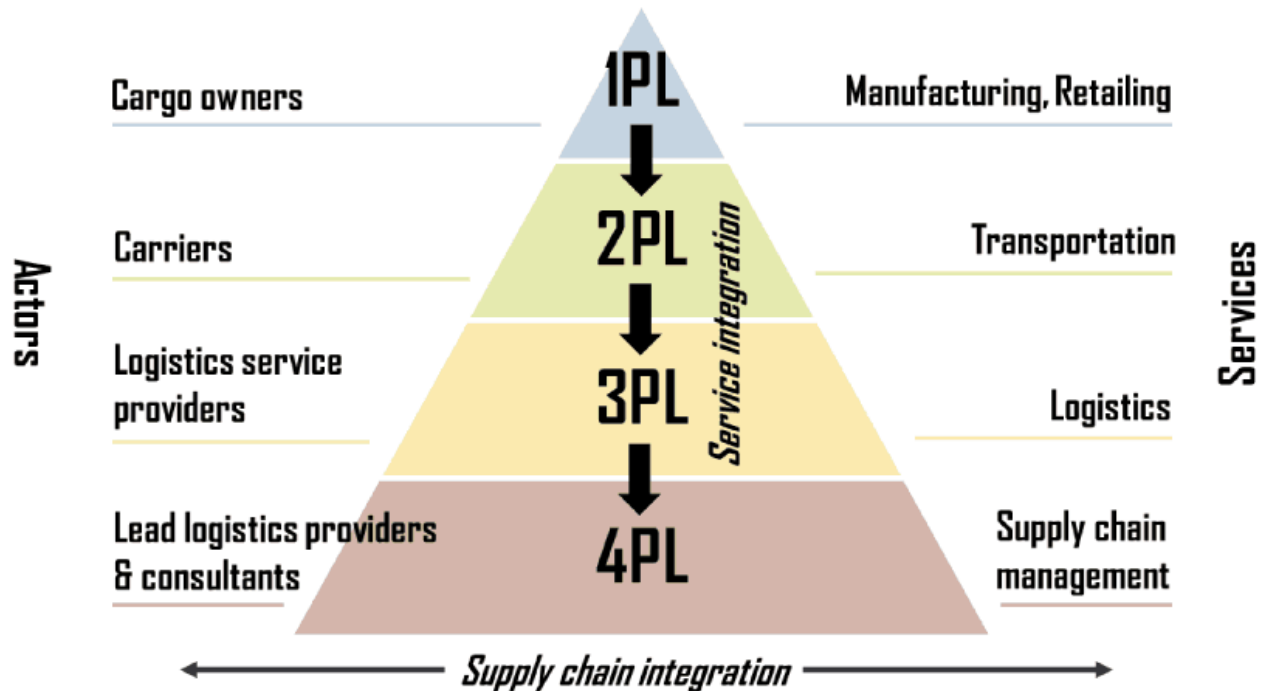 1PL
Cargo owners
Manufacturing, Retailing
2PL
Carriers
Transportation
Actors
Services
Service integration
Logistics service
providers
3PL
Logistics
Lead logistics providers
& consultants
4PL
Supply chain
management
Supply chain integration